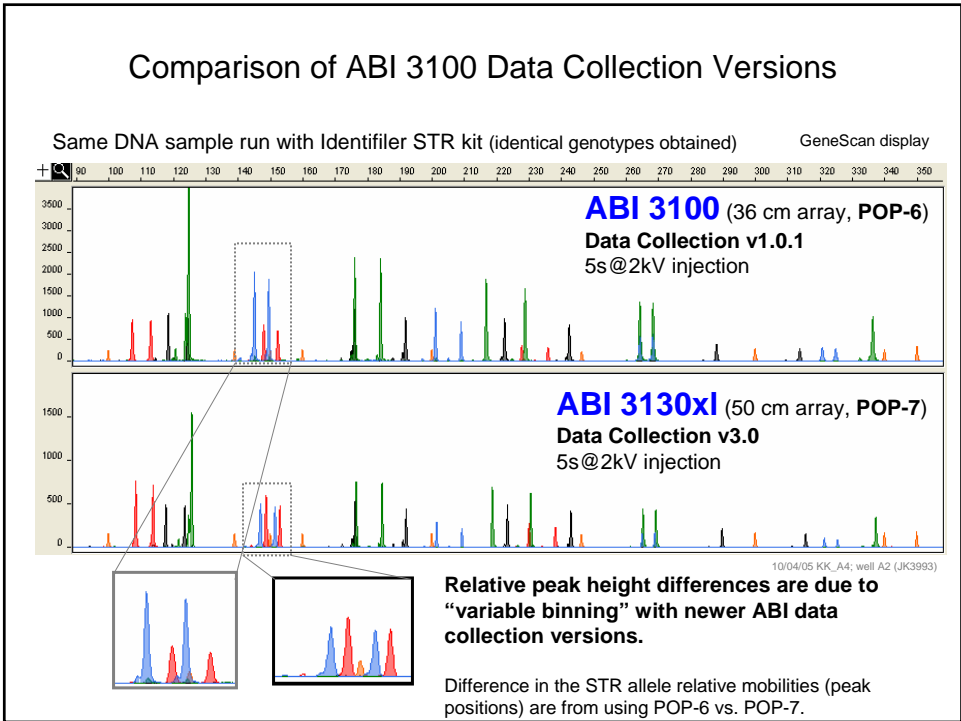 Comparison of ABI 3100 Data Collection Versions
Same DNA sample run with Identifiler STR kit (identical genotypes obtained)
GeneScan display
90 100 110 120 130 140 150 160 170 180 190 200 210 220 230 240 250 260 270 280 290 300 310 320 330 340 350
3500
3000
2500
2000
1500
1000
500
0
ABI 3100 (36 cm array, POP-6)
Data Collection v1.0.1
5s@2kV injection
1500
1000
500
0
ABI 3130xl (50 cm array, POP-7)
Data Collection v3.0
5s@2kV injection
10/04/05 KK_A4; well A2 (JK3993)
Relative peak height differences are due to
“variable binning” with newer ABI data
collection versions.
Difference in the STR allele relative mobilities (peak
positions) are from using POP-6 vs. POP-7.